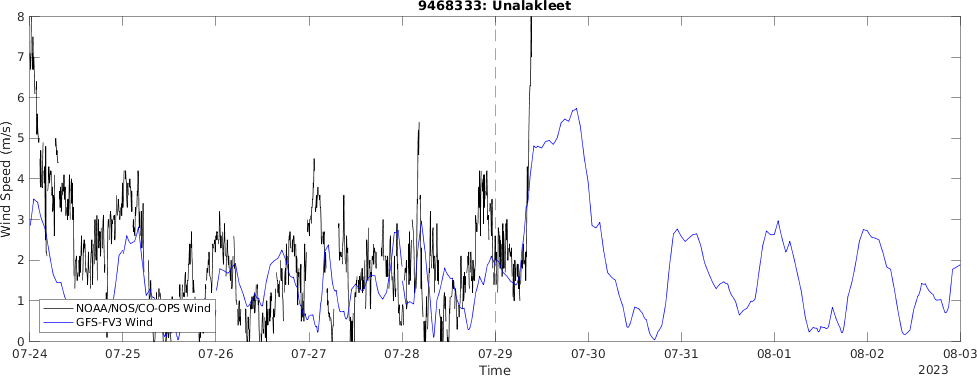 9468333: Unalakleet
8
7
6
5
4
3
2
1
0
Wind Speed (m/s)
NOAA/NOS/CO-OPS Wind
GFS-FV3 Wind
07-24 07-25 07-26 07-27 07-28 07-29 07-30 07-31 08-01 08-02 08-03
Time
2023